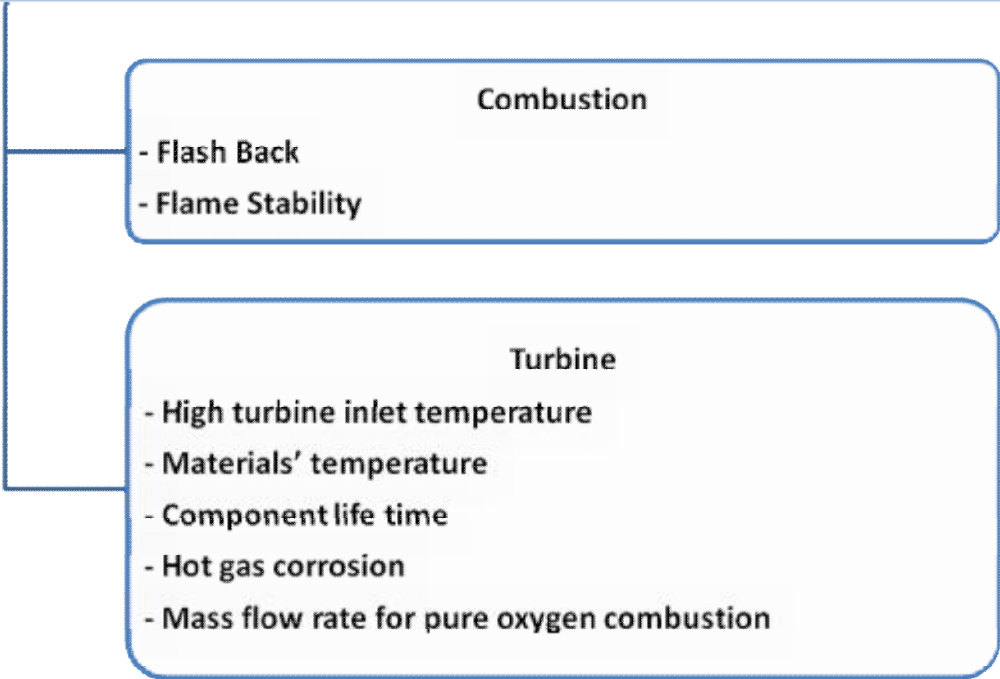 Combustion
- Flash Back
- Flame Stability
Turbine
- High turbine inlet temperature
- Materials’ temperature
- Component life time
- Hot gas corrosion
- Mass flow rate for pure oxygen combustion